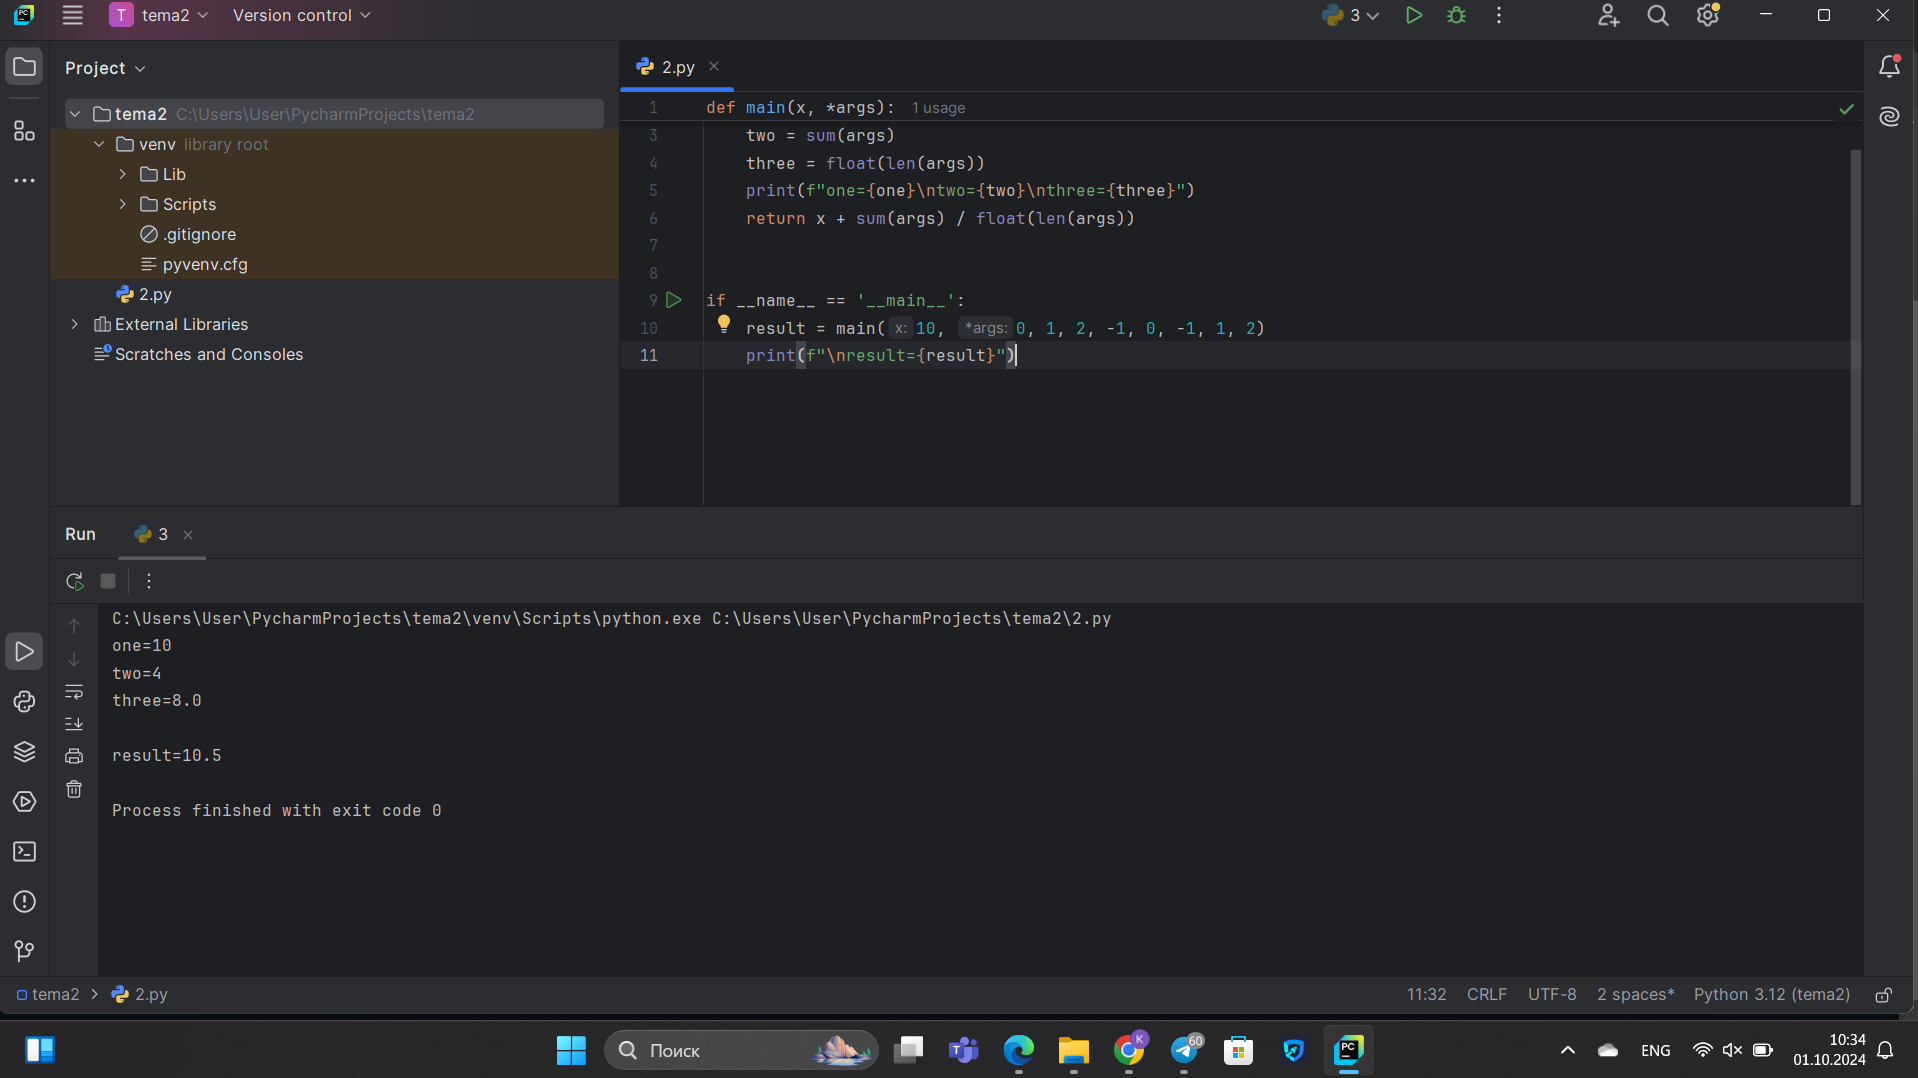 PC
T tema2 Version control
3
Project
tema2 C:\Users\User\PycharmProjects\tema2
venv library root
Lib
Scripts
.gitignore
pyvenv.cfg
2.py
External Libraries
Scratches and Consoles
2.py
1 def main(x, *args): 1 usage
3 two = sum(args)
4 three = float(len(args))
5 print(f"one={one}\ntwo={two}\nthree={three}")
6 return x + sum(args) / float(len(args))
7
8
9 if __name__ == '__main__':
10 result = main( x: 10, *args: 0, 1, 2, -1, 0, -1, 1, 2)
11 print(f"\nresult={result}")
Run 3
C:\Users\User\PycharmProjects\tema2\venv\Scripts\python.exe C:\Users\User\PycharmProjects\tema2\2.py
one=10
two=4
three=8.0
result=10.5
Process finished with exit code 0
tema2 2.py
11:32 CRLF UTF-8 2 spaces* Python 3.12 (tema2)
Поиск
K
60
PC
ENG
10:34
01.10.2024